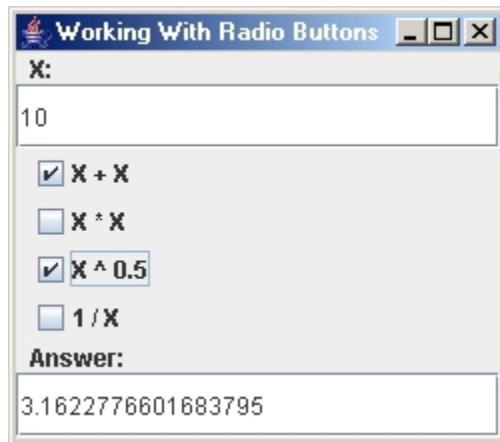 Working With Radio Buttons
X:
10
X + X
X * X
X ^ 0.5
1 / X
Answer:
3.1622776601683795